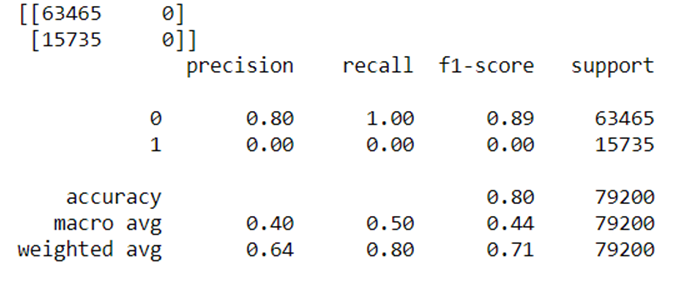 [[63465 0]
[15735 0]]
precision recall f1-score support
0 0.80 1.00 0.89 63465
1 0.00 0.00 0.00 15735
accuracy 0.80 79200
macro avg 0.40 0.50 0.44 79200
weighted avg 0.64 0.80 0.71 79200